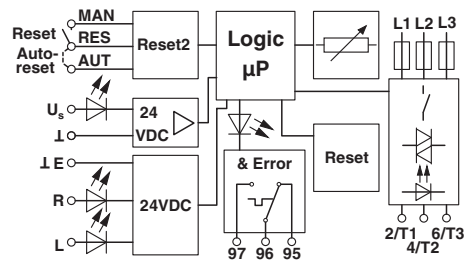 MAN
RES
AUT
Reset
Auto-
reset
Reset2
Logic
µP
L1 L2 L3
Us
⊥
24
VDC
⊥ E
R
L
24VDC
& Error
Reset
97 96 95
2/T1 6/T3
4/T2